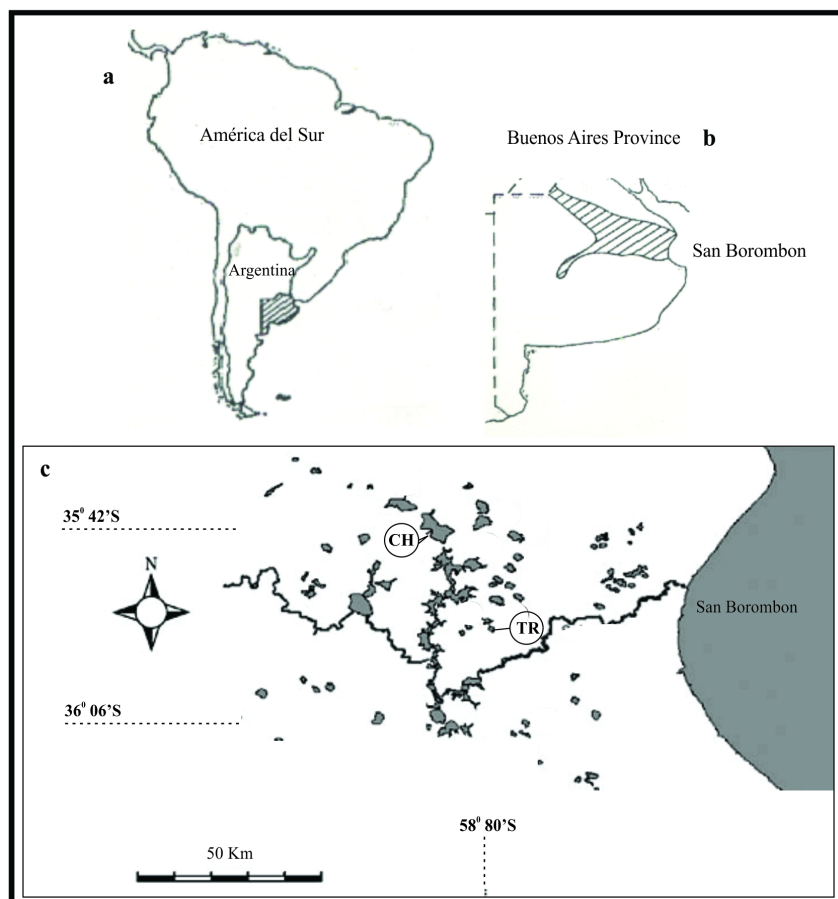 a
América del Sur
Argentina
Buenos Aires Province b
San Borombon
c
35⁰ 42'S
CH
N
San Borombon
TR
36⁰ 06'S
58⁰ 80'S
50 Km